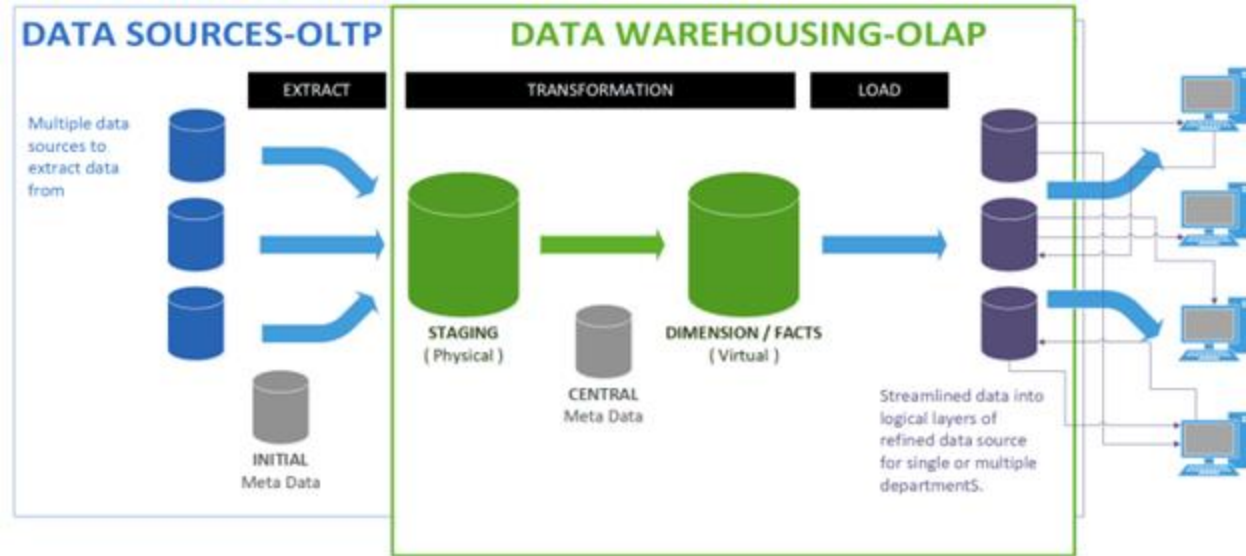 DATA SOURCES-OLTP
DATA WAREHOUSING-OLAP
EXTRACT
TRANSFORMATION
LOAD
Multiple data
sources to
extract data
from
STAGING
( Physical )
DIMENSION / FACTS
( Virtual )
CENTRAL
Meta Data
INITIAL
Meta Data
Streamlined data into
logical layers of
refined data source
for single or multiple
departmentS.